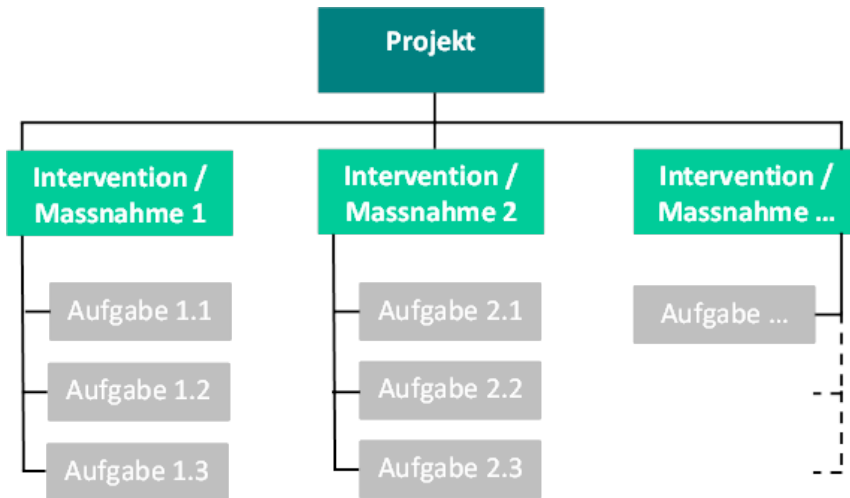 Projekt
Intervention /
Massnahme 1
Intervention /
Massnahme 2
Intervention /
Massnahme ...
Aufgabe 1.1
Aufgabe 2.1
Aufgabe ...
Aufgabe 1.2
Aufgabe 2.2
Aufgabe 1.3
Aufgabe 2.3